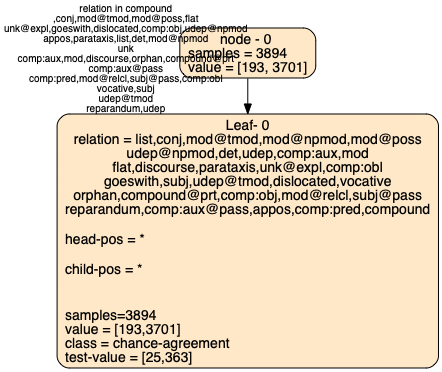 relation in compound
,conj,mod@tmod,mod@poss,flat
unk@expl,goeswith,dislocated,comp:obj,udep@npmod
appos,parataxis,list,det,mod@npmod
unk
comp:aux,mod,discourse,orphan,compound@prt
comp:aux@pass
comp:pred,mod@relcl,subj@pass,comp:obl
vocative,subj
udep@tmod
reparandum,udep
node - 0
samples = 3894
value = [193, 3701]
Leaf- 0
relation = list,conj,mod@tmod,mod@npmod,mod@poss
udep@npmod,det,udep,comp:aux,mod
flat,discourse,parataxis,unk@expl,comp:obl
goeswith,subj,udep@tmod,dislocated,vocative
orphan,compound@prt,comp:obj,mod@relcl,subj@pass
reparandum,comp:aux@pass,appos,comp:pred,compound
head-pos = *
child-pos = *
samples=3894
value = [193,3701]
class = chance-agreement
test-value = [25,363]